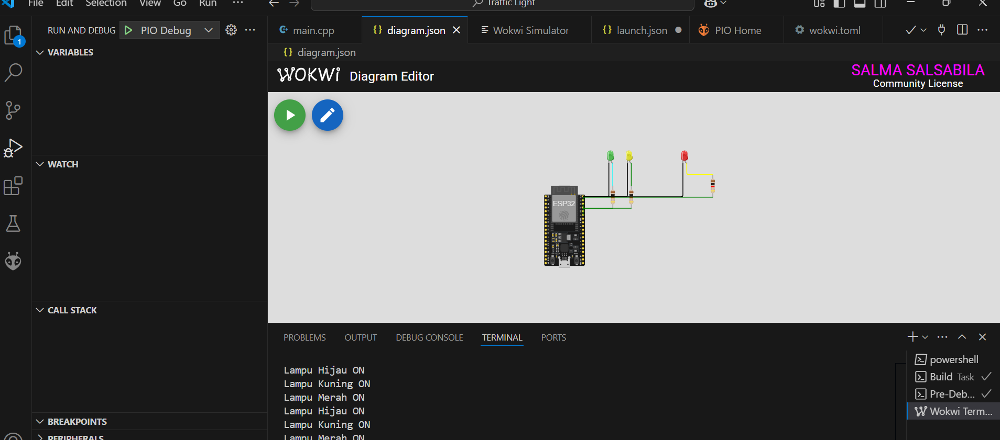 File Edit Selection View Go Run ···
Traffic Light
1
RUN AND DEBUG PIO Debug ···
VARIABLES
WATCH
CALL STACK
BREAKPOINTS
PERIPHERALS
main.cpp {} diagram.json Wokwi Simulator {} launch.json PIO Home wokwi.toml ···
{} diagram.json
WOKWi Diagram Editor
SALMA SALSABILA
Community License
ESP32
PROBLEMS OUTPUT DEBUG CONSOLE TERMINAL PORTS
Lampu Hijau ON
Lampu Kuning ON
Lampu Merah ON
Lampu Hijau ON
Lampu Kuning ON
Lampu Merah ON
powershell
Build Task
Pre-Deb...
Wokwi Term...